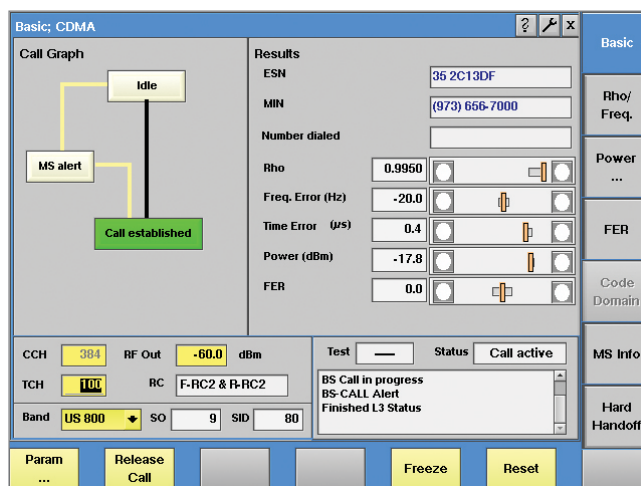 Basic; CDMA ? x
Basic
Call Graph
Idle
MS alert
Call established
Results
ESN 35 2C13DF
MIN (973) 656-7000
Number dialed
Rho 0.9950
Freq. Error (Hz) -20.0
Time Error (µs) 0.4
Power (dBm) -17.8
FER 0.0
Rho/
Freq.
Power
...
FER
Code
Domain
MS Info
Hard
Handoff
CCH 384 RF Out -60.0 dBm
TCH 100 RC F-RC2 & R-RC2
Band US 800 SO 9 SID 80
Test — Status Call active
BS Call in progress
BS-CALL Alert
Finished L3 Status
Param
...
Release
Call
Freeze
Reset